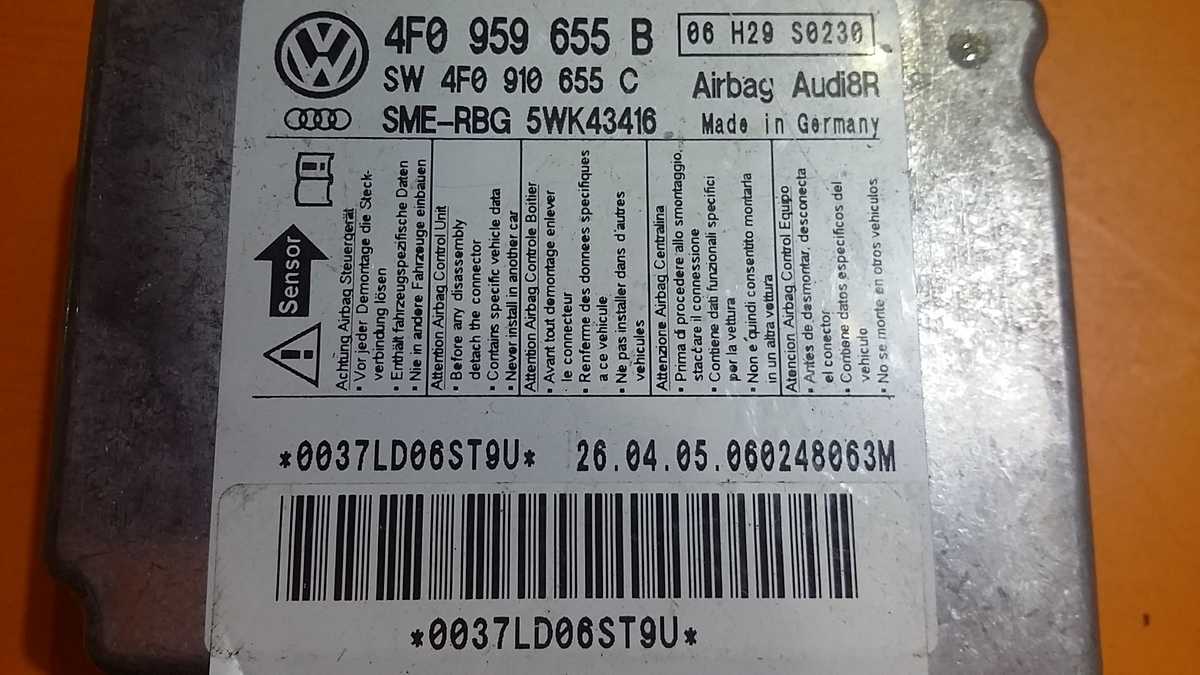 4F0 959 655 B
06 H29 S0230
SW 4F0 910 655 C
Airbag Audi8R
SME-RBG 5WK43416
Made in Germany
Sensor
Achtung Airbag Steuergerät
• Vor jeder Demontage die Steck-
verbindung lösen
• Enthält fahrzeugspezifische Daten
• Nie in andere Fahrzeuge einbauen
Attention Airbag Control Unit
• Before any disassembly
detach the connector
• Contains specific vehicle data
• Never install in another car
Attention Airbag Controle Boitier
• Avant tout demontage enlever
le connecteur
• Renferme des donnees specifiques
a ce vehicule
• Ne pas installer dans d'autres
vehicules
Attenzione Airbag Centralina
• Prima di procedere allo smontaggio,
staccare il connessione
• Contiene dati funzionali specifici
per la vettura
• Non e quindi consentito montarla
in un altra vettura
Atencion Airbag Control Equipo
• Antes de desmontar, desconecta
el conector
• Contiene datos especificos del
vehiculo
• No se monte en otros vehiculos
*0037LD06ST9U*
26.04.05.060248063M
*0037LD06ST9U*